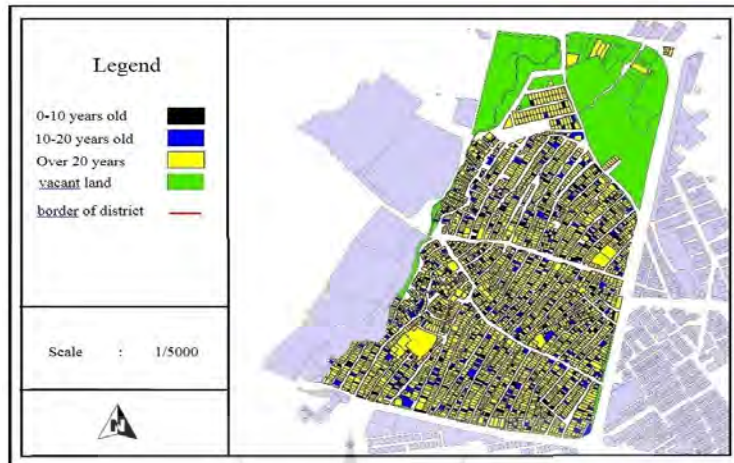 Legend
0-10 years old
10-20 years old
Over 20 years
vacant land
border of district
Scale : 1/5000
N